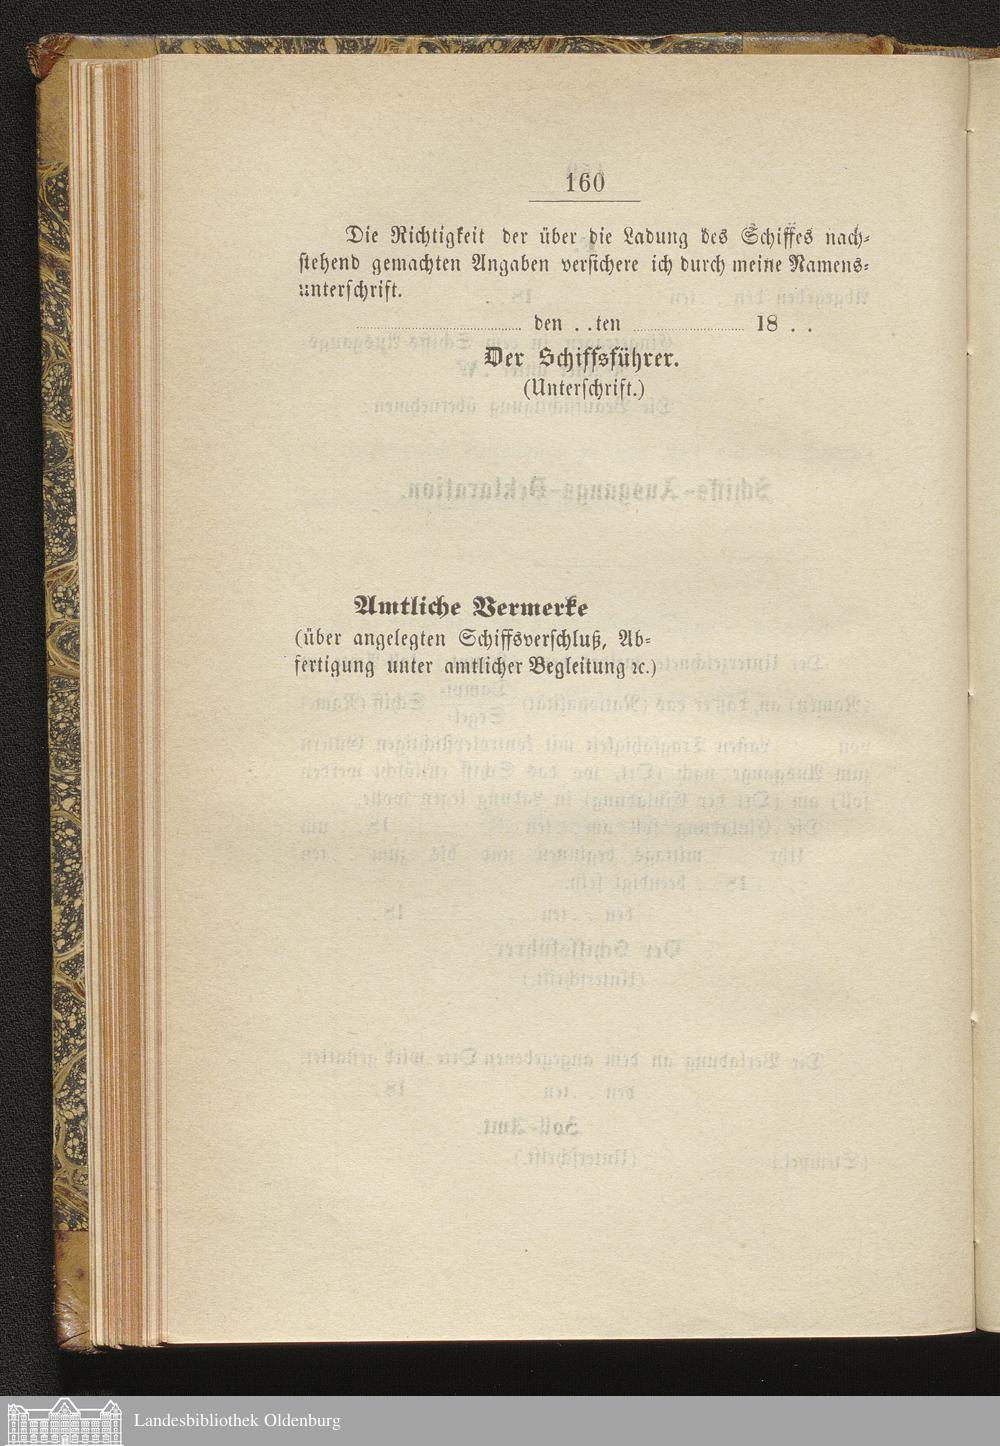 160
Die Richtigkeit der über die Ladung des Schiffes nach-
stehend gemachten Angaben versichere ich durch meine Namens-
unterschrift.
den . . ten 18 . .
Der Schiffsführer.
(Unterschrift.)
Amtliche Vermerke
(über angelegten Schiffsverschluß, Ab-
fertigung unter amtlicher Begleitung ꝛc.)
Landesbibliothek Oldenburg